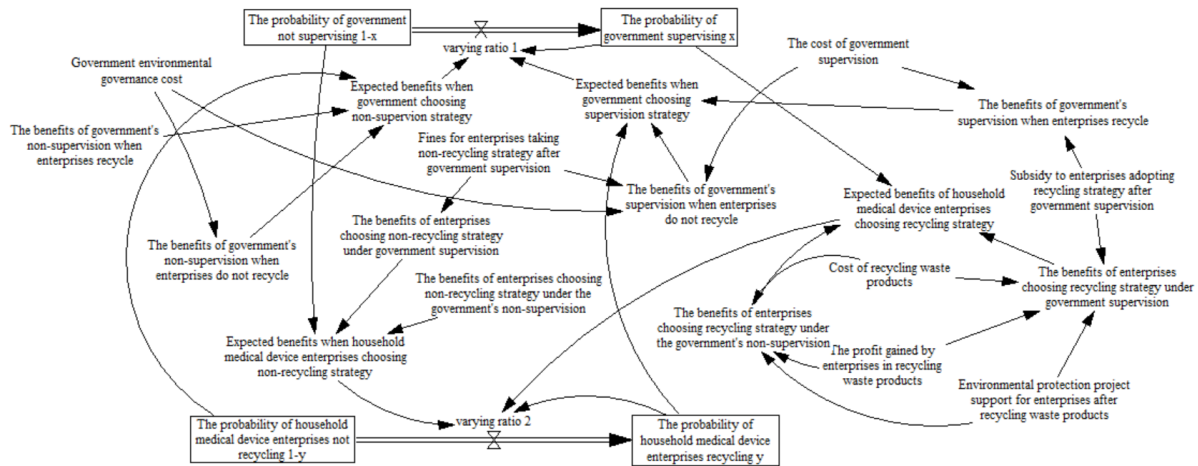 The probability of government
not supervising 1-x
The probability of
government supervising x
varying ratio 1
Government environmental
governance cost
The cost of government
supervision
Expected benefits when
government choosing
non-supervion strategy
Expected benefits when
government choosing
supervision strategy
The benefits of government's
supervision when enterprises recycle
The benefits of government's
non-supervision when
enterprises recycle
Fines for enterprises taking
non-recycling strategy after
government supervision
The benefits of government's
supervision when enterprises
do not recycle
Expected benefits of household
medical device enterprises
choosing recycling strategy
Subsidy to enterprises adopting
recycling strategy after
government supervision
The benefits of enterprises
choosing non-recycling strategy
under government supervision
The benefits of government's
non-supervision when
enterprises do not recycle
The benefits of enterprises choosing
non-recycling strategy under the
government's non-supervision
Cost of recycling waste
products
The benefits of enterprises
choosing recycling strategy under
government supervision
The benefits of enterprises
choosing recycling strategy under
the government's non-supervision
Expected benefits when household
medical device enterprises choosing
non-recycling strategy
The profit gained by
enterprises in recycling
waste products
Environmental protection project
support for enterprises after
recycling waste products
The probability of household
medical device enterprises not
recycling 1-y
varying ratio 2
The probability of
household medical device
enterprises recycling y